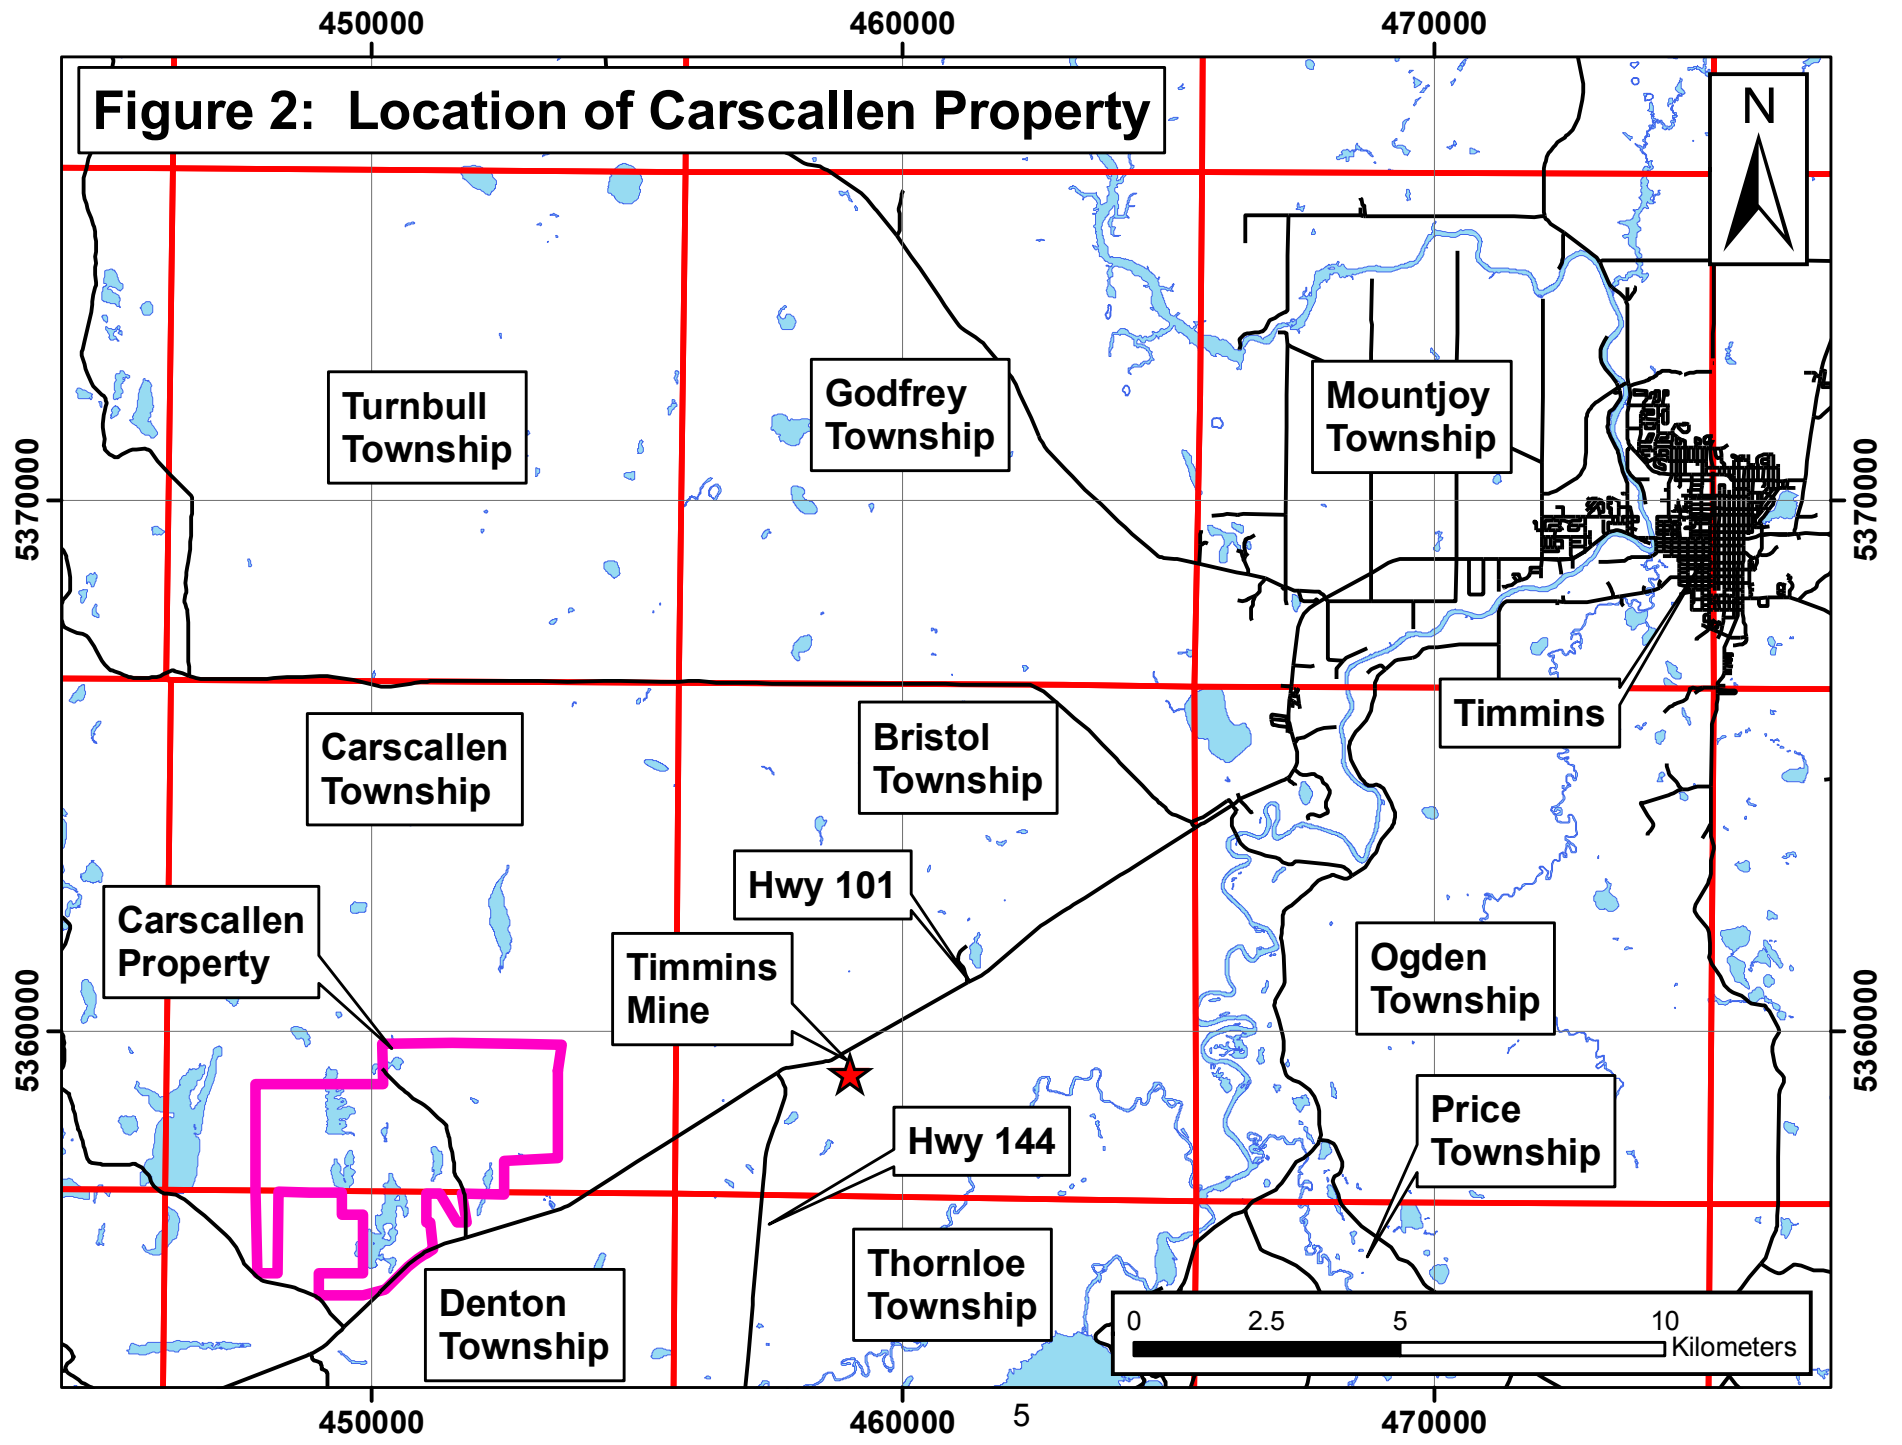 450000
460000
470000
Figure 2: Location of Carscallen Property
N
Turnbull
Township
Godfrey
Township
Mountjoy
Township
5370000
5370000
Timmins
Carscallen
Township
Bristol
Township
Hwy 101
Carscallen
Property
Timmins
Mine
Ogden
Township
5360000
5360000
Price
Township
Hwy 144
Thornloe
Township
Denton
Township
0 2.5 5 10
Kilometers
450000
460000
470000
5